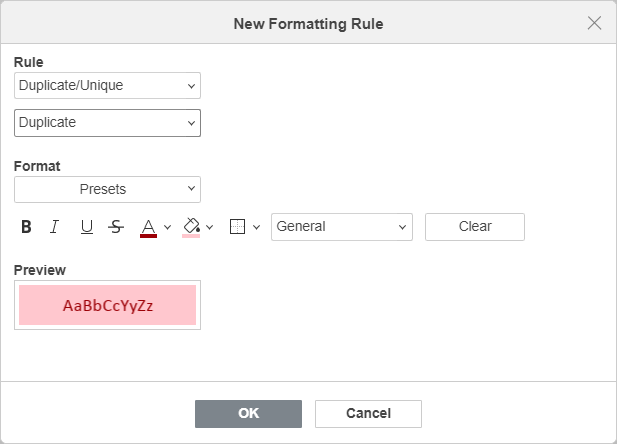 New Formatting Rule
Rule
Duplicate/Unique
Duplicate
Format
Presets
B I U S A General Clear
Preview
AaBbCcYyZz
OK Cancel